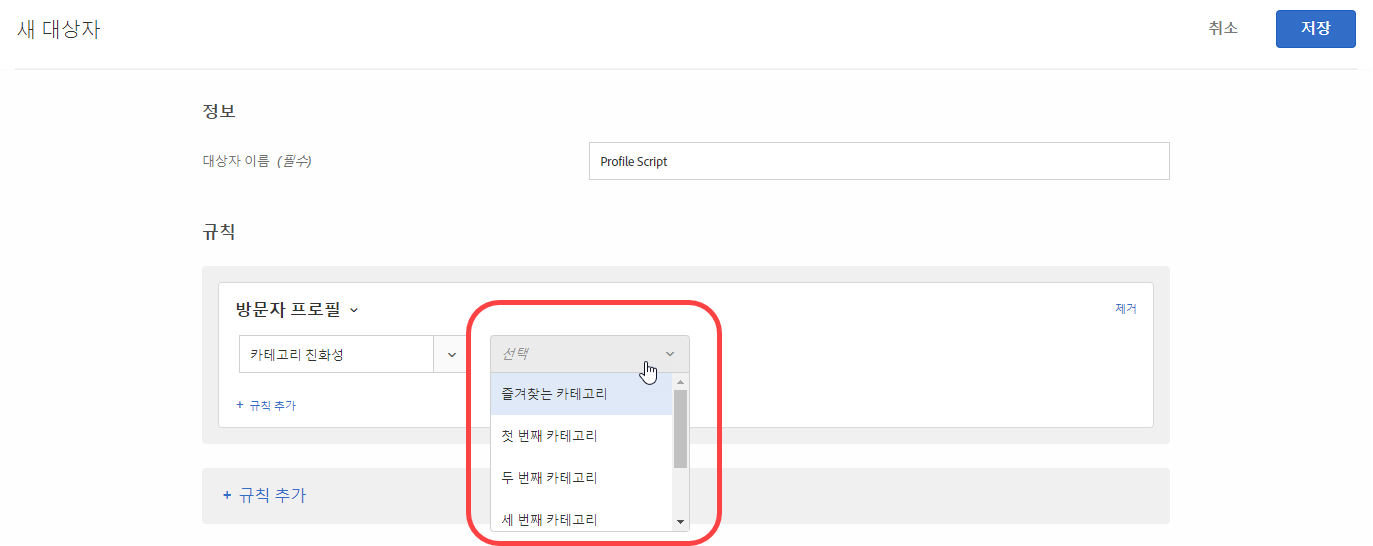 새 대상자
취소
저장
정보
대상자 이름 (필수)
Profile Script
규칙
방문자 프로필
제거
카테고리 친화성
선택
즐겨찾는 카테고리
+ 규칙 추가
첫 번째 카테고리
두 번째 카테고리
+ 규칙 추가
세 번째 카테고리